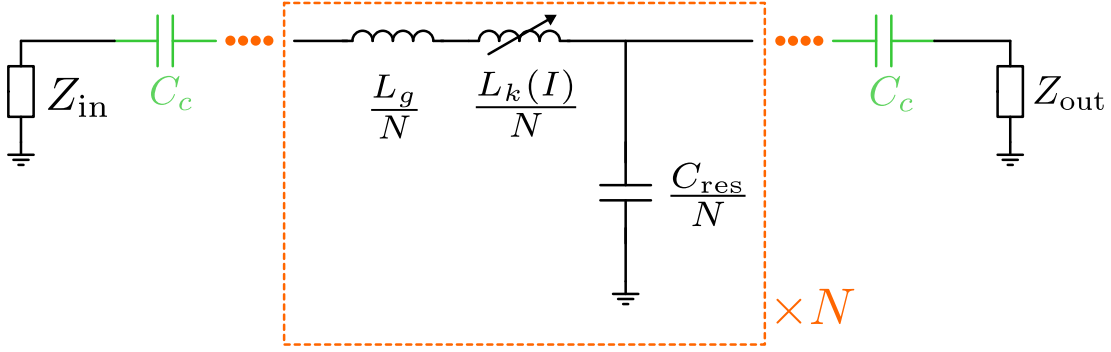 C_c
Z_in
L_g/N
L_k(I)/N
C_res/N
C_c
Z_out
×N